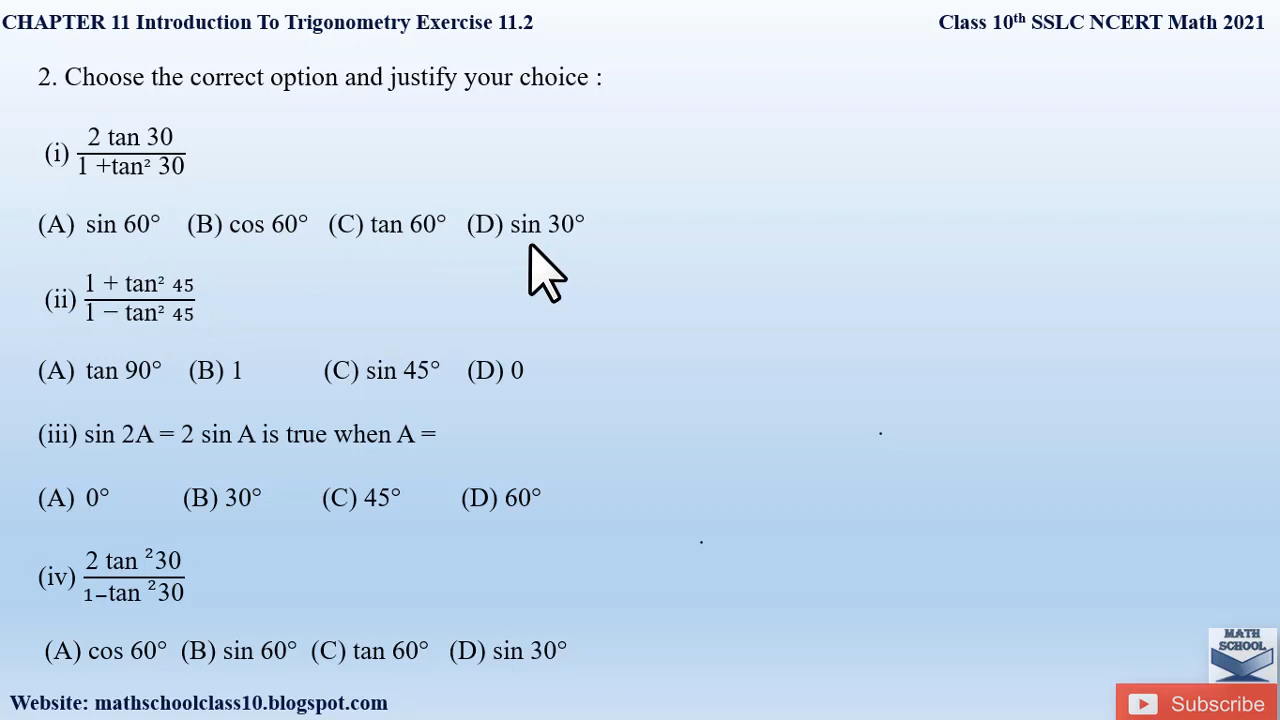 CHAPTER 11 Introduction To Trigonometry Exercise 11.2
Class 10th SSLC NCERT Math 2021
2. Choose the correct option and justify your choice :
(i) 2 tan 30 / 1 +tan² 30
(A) sin 60° (B) cos 60° (C) tan 60° (D) sin 30°
(ii) 1 + tan² 45 / 1 − tan² 45
(A) tan 90° (B) 1 (C) sin 45° (D) 0
(iii) sin 2A = 2 sin A is true when A =
(A) 0° (B) 30° (C) 45° (D) 60°
(iv) 2 tan ²30 / 1−tan ²30
(A) cos 60° (B) sin 60° (C) tan 60° (D) sin 30°
MATH
SCHOOL
Website: mathschoolclass10.blogspot.com
Subscribe